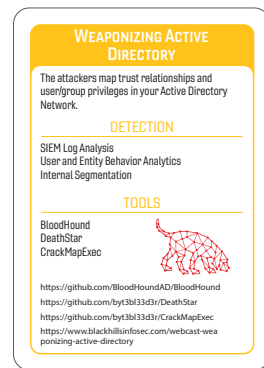 WEAPONIZING ACTIVE
DIRECTORY
The attackers map trust relationships and
user/group privileges in your Active Directory
Network.
DETECTION
SIEM Log Analysis
User and Entity Behavior Analytics
Internal Segmentation
TOOLS
BloodHound
DeathStar
CrackMapExec
https://github.com/BloodHoundAD/BloodHound
https://github.com/byt3bl33d3r/DeathStar
https://github.com/byt3bl33d3r/CrackMapExec
https://www.blackhillsinfosec.com/webcast-wea
ponizing-active-directory